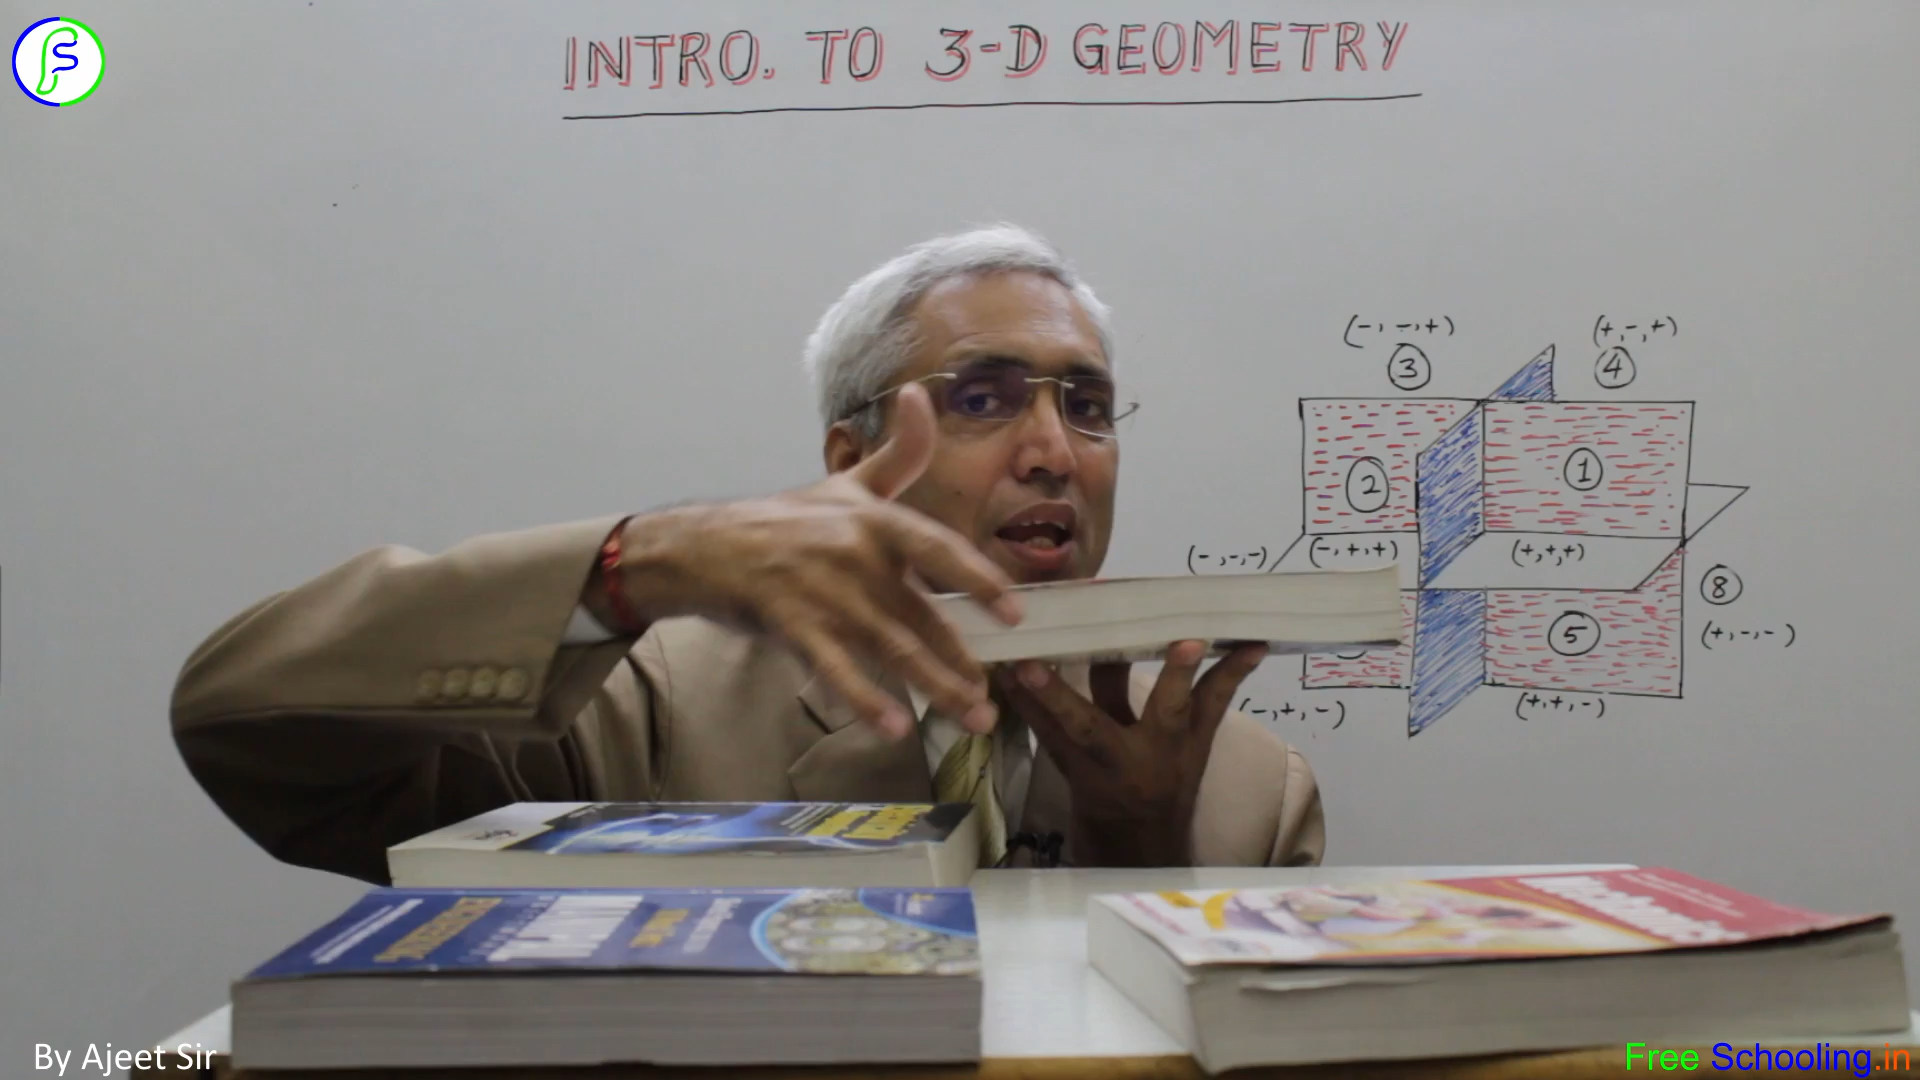 INTRO. TO 3-D GEOMETRY
(-, -, +)
(+, -, +)
3
4
2
1
(-, -, -)
(-, +, +)
(+, +, +)
8
5
(+, -, -)
(-, +, -)
(+, +, -)
By Ajeet Sir
Free Schooling.in